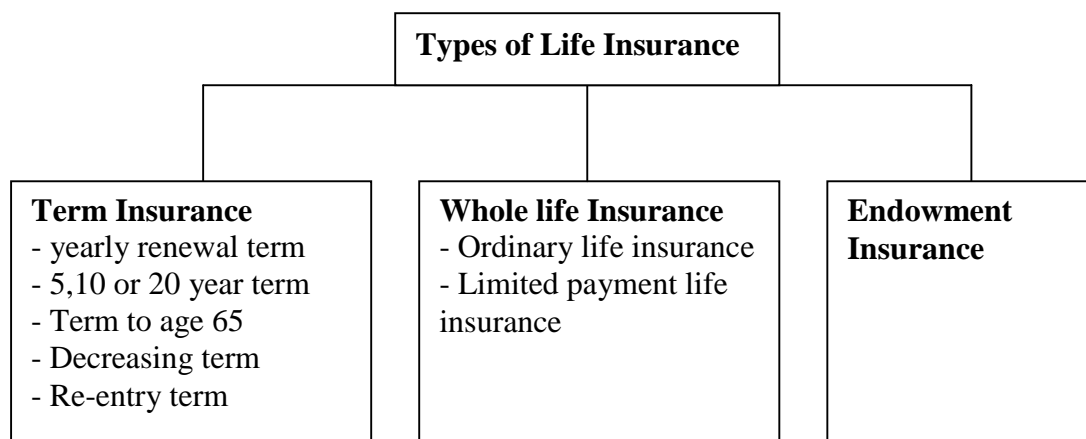 Types of Life Insurance
Term Insurance
- yearly renewal term
- 5,10 or 20 year term
- Term to age 65
- Decreasing term
- Re-entry term
Whole life Insurance
- Ordinary life insurance
- Limited payment life
insurance
Endowment
Insurance